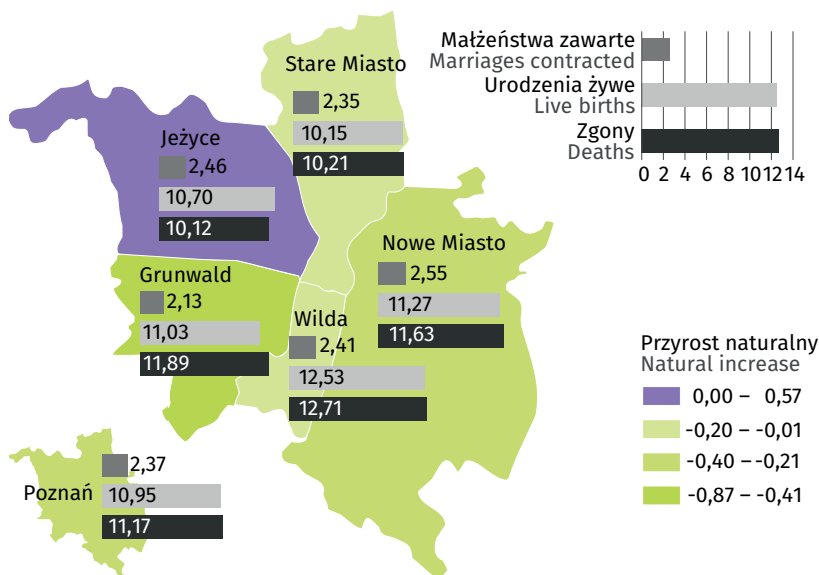 Stare Miasto
2,35
10,15
10,21
Jeżyce
2,46
10,70
10,12
Nowe Miasto
2,55
11,27
11,63
Grunwald
2,13
11,03
11,89
Wilda
2,41
12,53
12,71
Poznań
2,37
10,95
11,17
Małżeństwa zawarte
Marriages contracted
Urodzenia żywe
Live births
Zgony
Deaths
0 2 4 6 8 10 12 14
Przyrost naturalny
Natural increase
0,00 – 0,57
-0,20 – -0,01
-0,40 – -0,21
-0,87 – -0,41